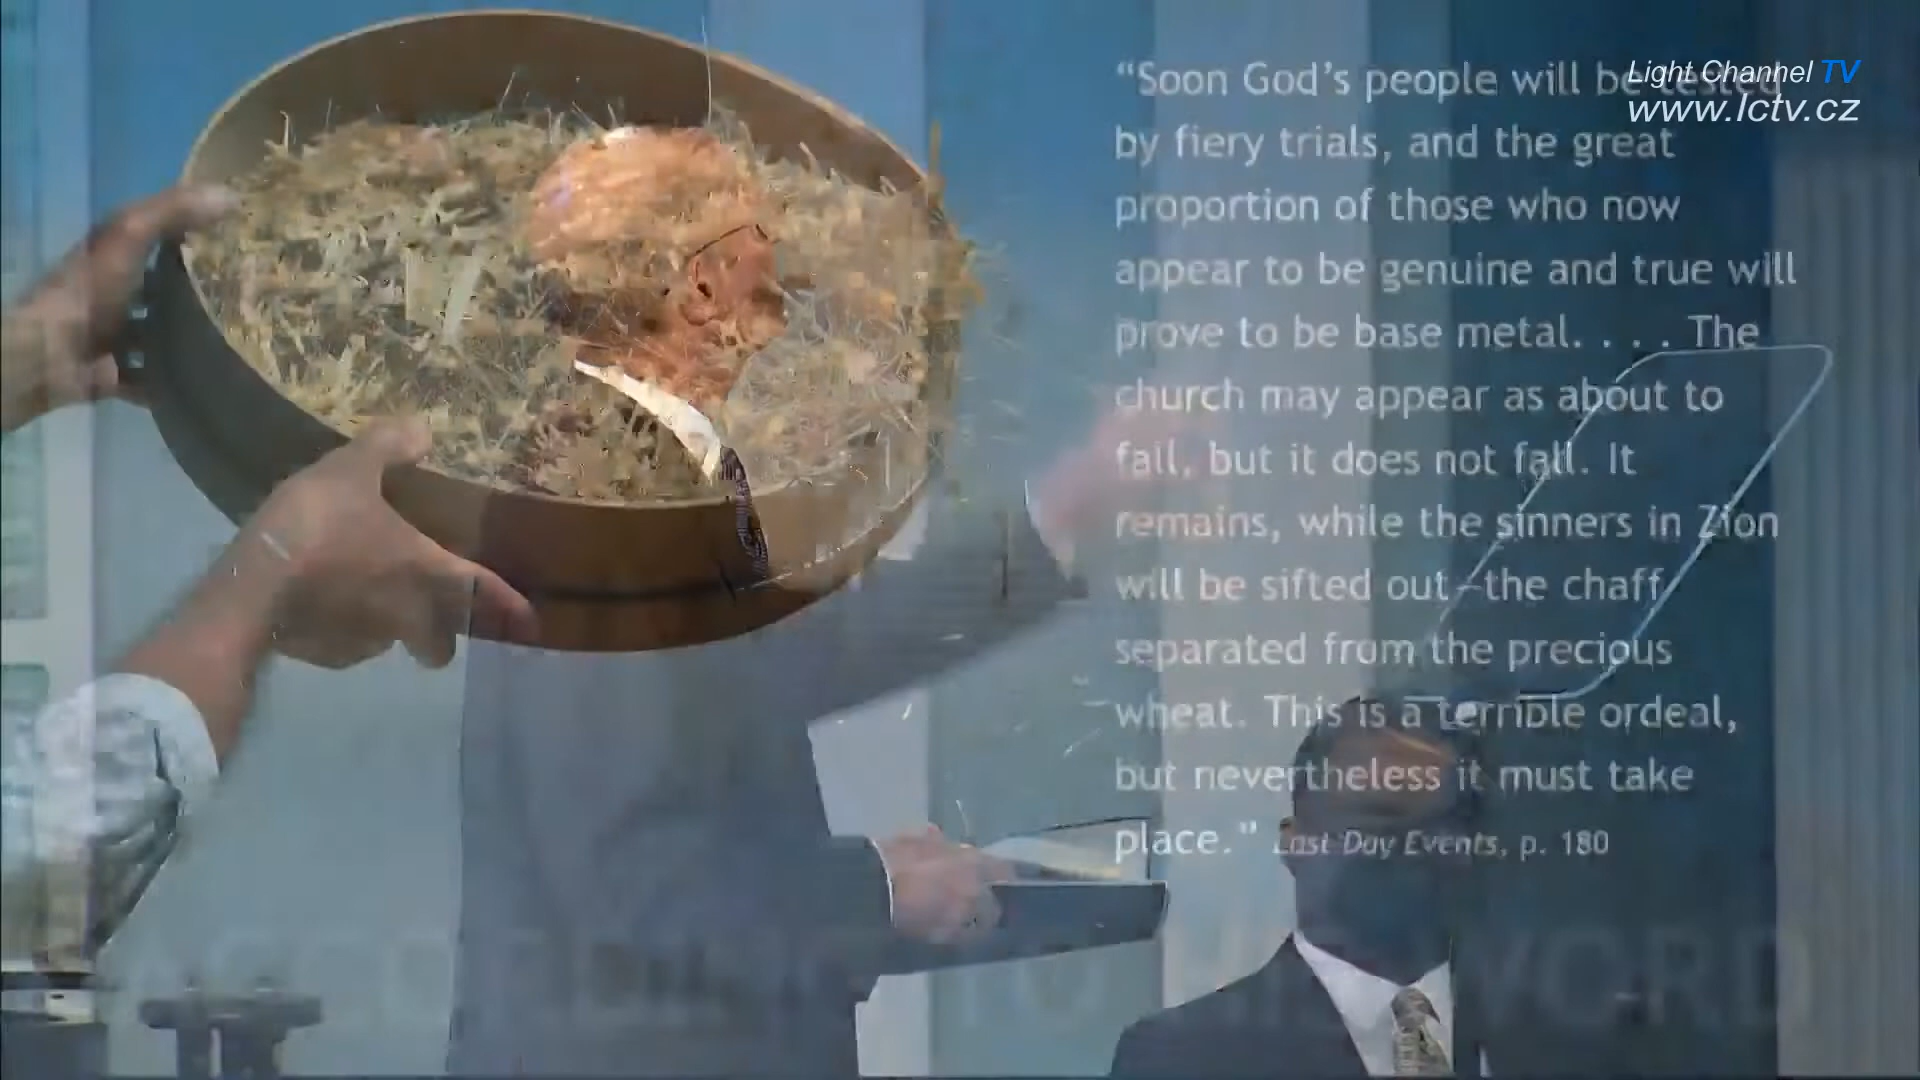 Light Channel TV
www.lctv.cz
“Soon God’s people will be tested
by fiery trials, and the great
proportion of those who now
appear to be genuine and true will
prove to be base metal. . . . The
church may appear as about to
fall, but it does not fall. It
remains, while the sinners in Zion
will be sifted out—the chaff
separated from the precious
wheat. This is a terrible ordeal,
but nevertheless it must take
place.” Last Day Events, p. 180
WORD